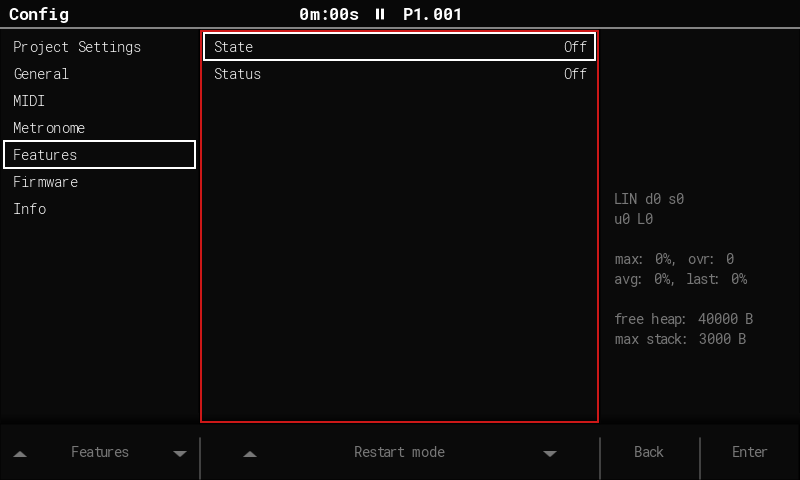 Config
0m:00s
P1.001
Project Settings
General
MIDI
Metronome
Features
Firmware
Info
State Off
Status Off
LIN d0 s0
u0 L0
max: 0%, ovr: 0
avg: 0%, last: 0%
free heap: 40000 B
max stack: 3000 B
Features
Restart mode
Back
Enter